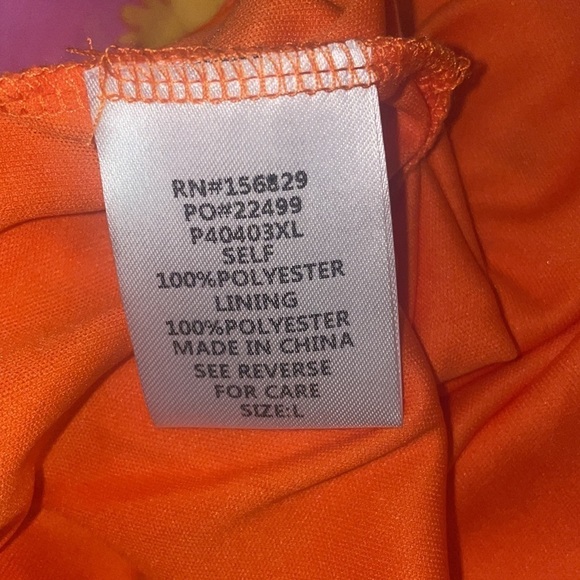 RN#156829
PO#22499
P40403XL
SELF
100%POLYESTER
LINING
100%POLYESTER
MADE IN CHINA
SEE REVERSE
FOR CARE
SIZE:L